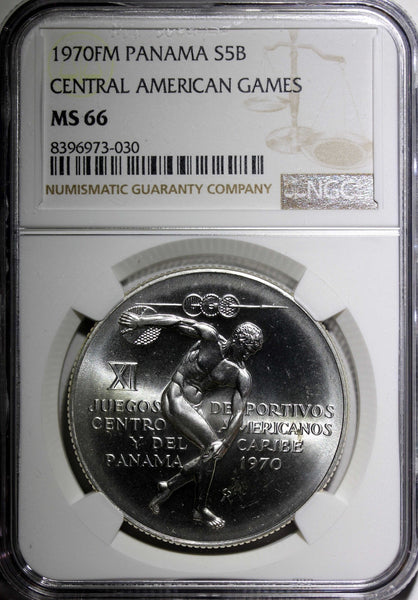 1970FM PANAMA S5B
CENTRAL AMERICAN GAMES
MS 66
8396973-030
NUMISMATIC GUARANTY COMPANY
NGC
XI
JUEGOS DEPORTIVOS
CENTRO AMERICANOS
Y DEL CARIBE
PANAMA 1970